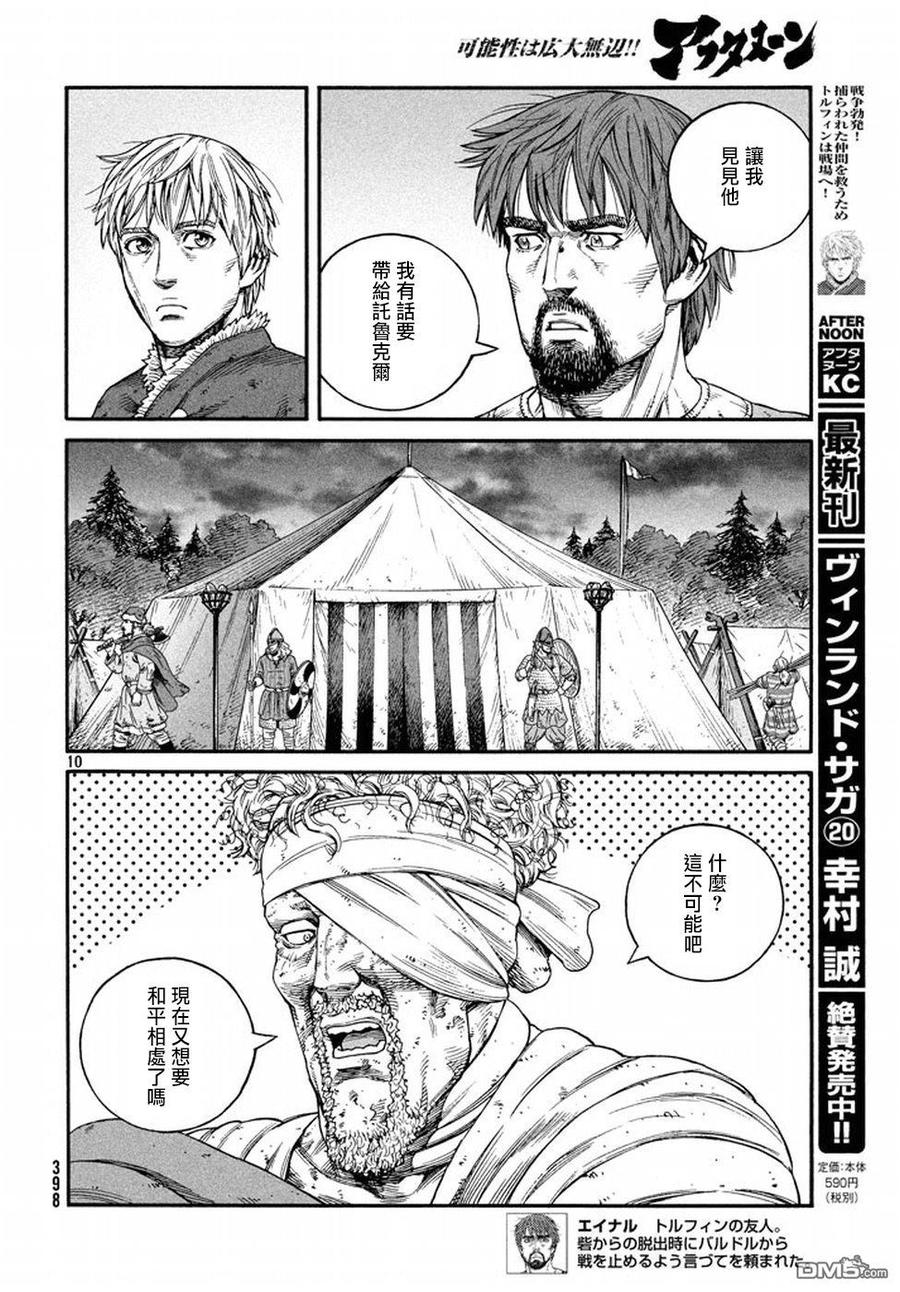 可能性は広大無辺!!
アフタヌーン
戦争勃発!
捕らわれた仲間を救うため
トルフィンは戦場へ!
讓我
見見他
我有話要
帶給託魯克爾
AFTER
NOON
アフタ
ヌーン
KC
最新刊
ヴィンランド・サガ⑳
幸村誠
絶賛発売中!!
定価:本体
590円
(税別)
10
什麼?
這不可能吧
現在又想要
和平相處了嗎
398
エイナル トルフィンの友人。
砦からの脱出時にバルドルから
戦を止めるよう言づてを頼まれた
DM5.com